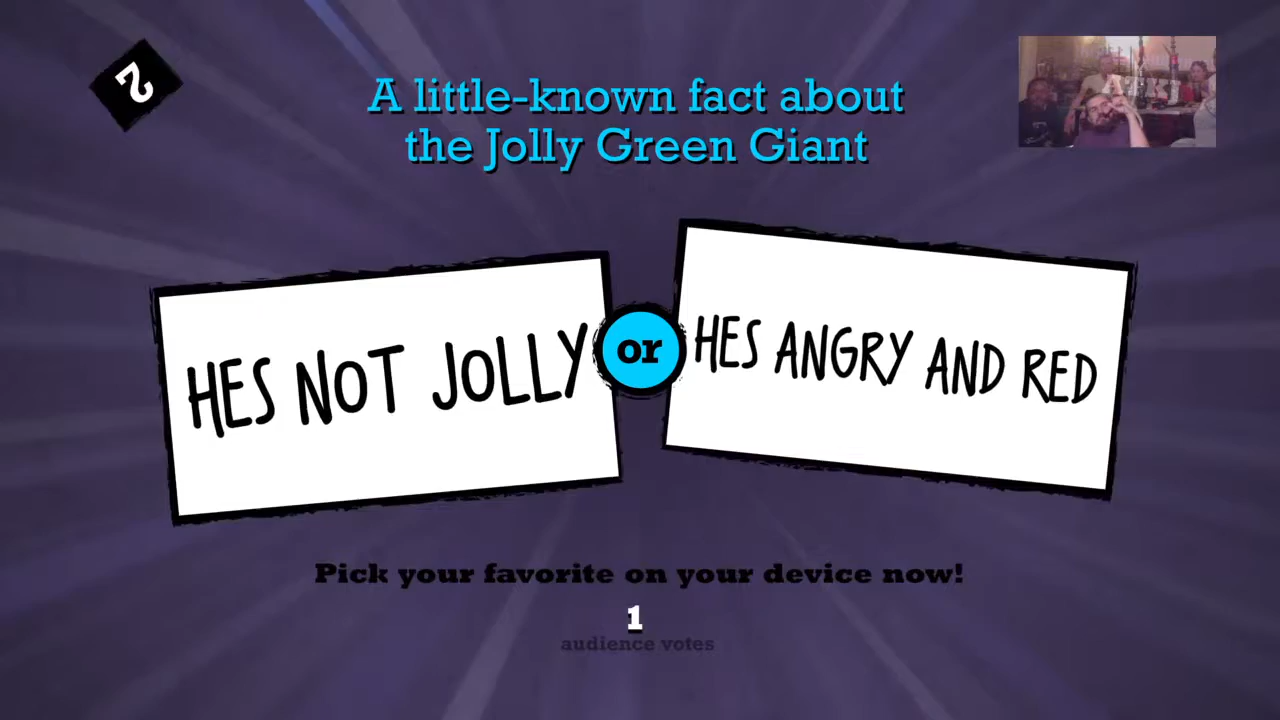 2
A little-known fact about
the Jolly Green Giant
HES NOT JOLLY
or
HES ANGRY AND RED
Pick your favorite on your device now!
1
audience votes